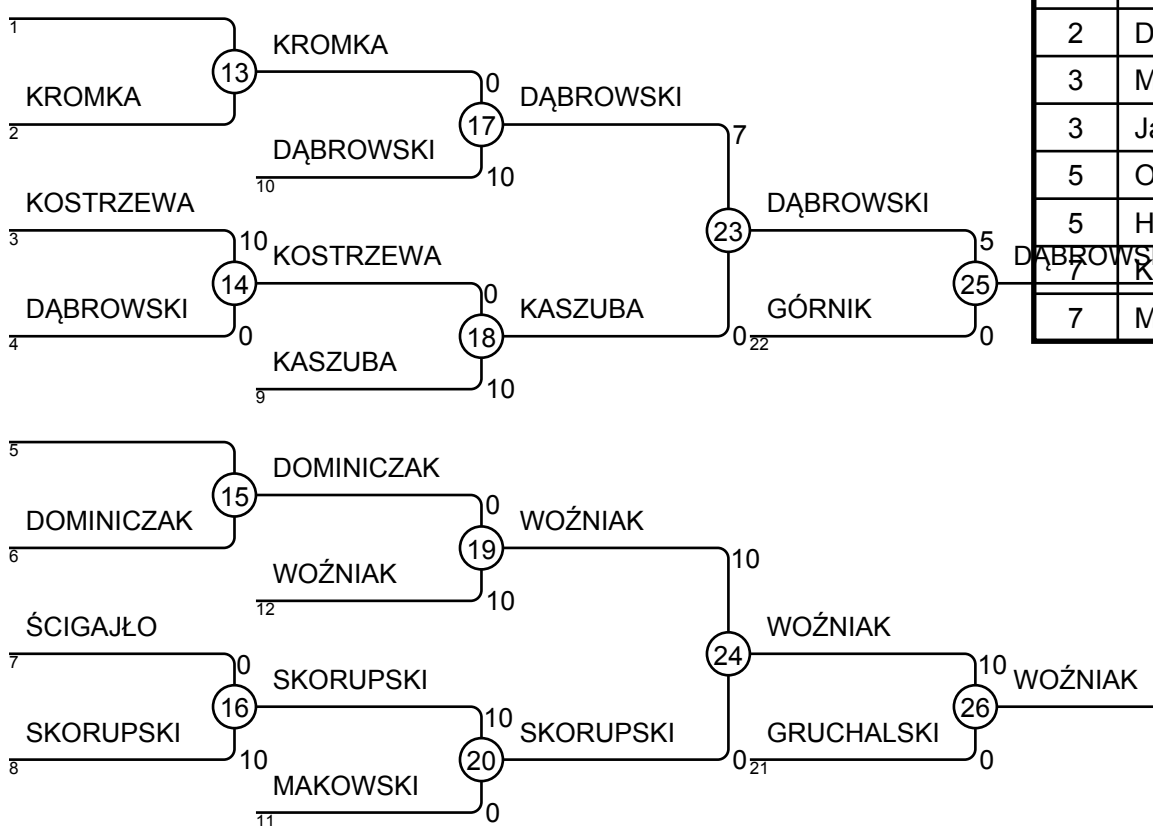 1
KROMKA
13
KROMKA
2
0
17
DĄBROWSKI
DĄBROWSKI
10
10
7
KOSTRZEWA
3
10
14
KOSTRZEWA
DĄBROWSKI
4
0
0
18
KASZUBA
KASZUBA
9
10
23
DĄBROWSKI
0
5
25
GÓRNIK
22
0
5
DOMINICZAK
15
DOMINICZAK
6
0
19
WOŹNIAK
WOŹNIAK
12
10
10
ŚCIGAJŁO
7
0
16
SKORUPSKI
SKORUPSKI
8
10
10
20
SKORUPSKI
MAKOWSKI
11
0
24
WOŹNIAK
0
10
26
WOŹNIAK
GRUCHALSKI
21
0
2 D
3 M
3 Ja
5 O
5 H
7 K
7 M